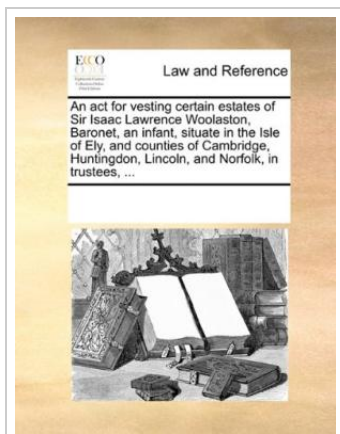 ECCO
Law and Reference
An act for vesting certain estates of
Sir Isaac Lawrence Woolaston,
Baronet, an infant, situate in the Isle
of Ely, and counties of Cambridge,
Huntingdon, Lincoln, and Norfolk, in
trustees, ...